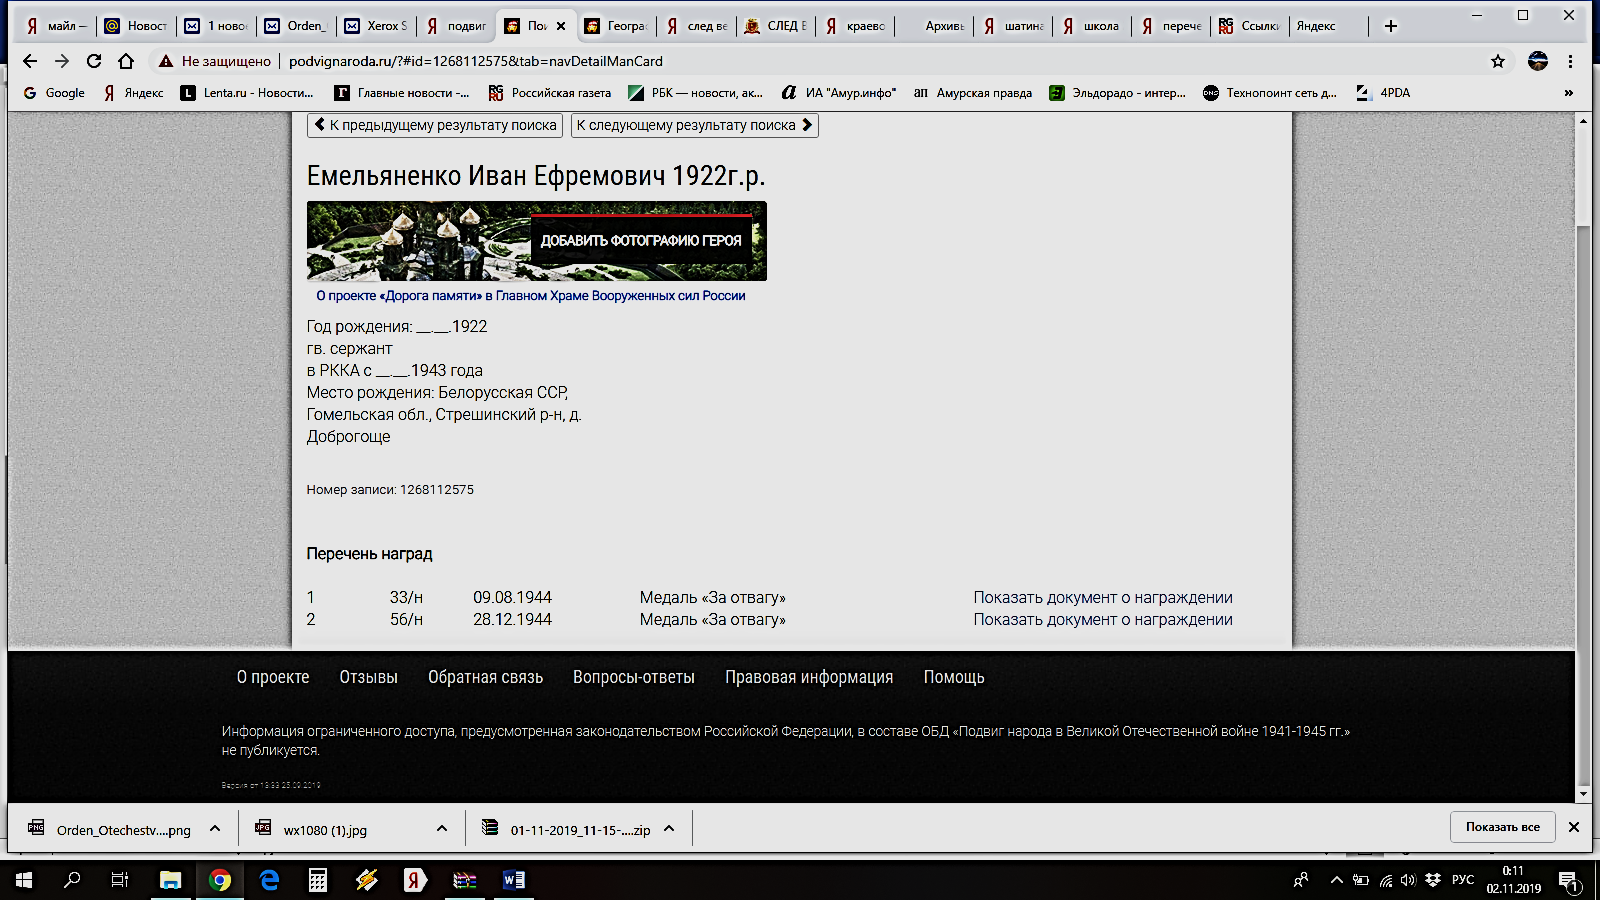 майл –
Новост
1 ново
Orden_
Xerox S
подвиг
Пои
Геогра
след ве
СЛЕД В
краево
Архивь
шатина
школа
перече
Ссылки
Яндекс
Не защищено
podvignaroda.ru/?#id=1268112575&tab=navDetailManCard
Google
Яндекс
Lenta.ru - Новости...
Главные новости -...
Российская газета
РБК — новости, ак...
ИА "Амур.инфо"
Амурская правда
Эльдорадо - интер...
Технопоинт сеть д...
4PDA
»
К предыдущему результату поиска
К следующему результату поиска
Емельяненко Иван Ефремович 1922г.р.
ДОБАВИТЬ ФОТОГРАФИЮ ГЕРОЯ
О проекте «Дорога памяти» в Главном Храме Вооруженных сил России
Год рождения: __.__.1922
гв. сержант
в РККА с __.__.1943 года
Место рождения: Белорусская ССР,
Гомельская обл., Стрешинский р-н, д.
Доброгоще
Номер записи: 1268112575
Перечень наград
1 33/н 09.08.1944 Медаль «За отвагу» Показать документ о награждении
2 56/н 28.12.1944 Медаль «За отвагу» Показать документ о награждении
О проекте Отзывы Обратная связь Вопросы-ответы Правовая информация Помощь
Информация ограниченного доступа, предусмотренная законодательством Российской Федерации, в составе ОБД «Подвиг народа в Великой Отечественной войне 1941-1945 гг.»
не публикуется.
Версия от 25.09.2019
Orden_Otechestv....png
wx1080 (1).jpg
01-11-2019_11-15-....zip
Показать все
РУС
0:11
02.11.2019
1